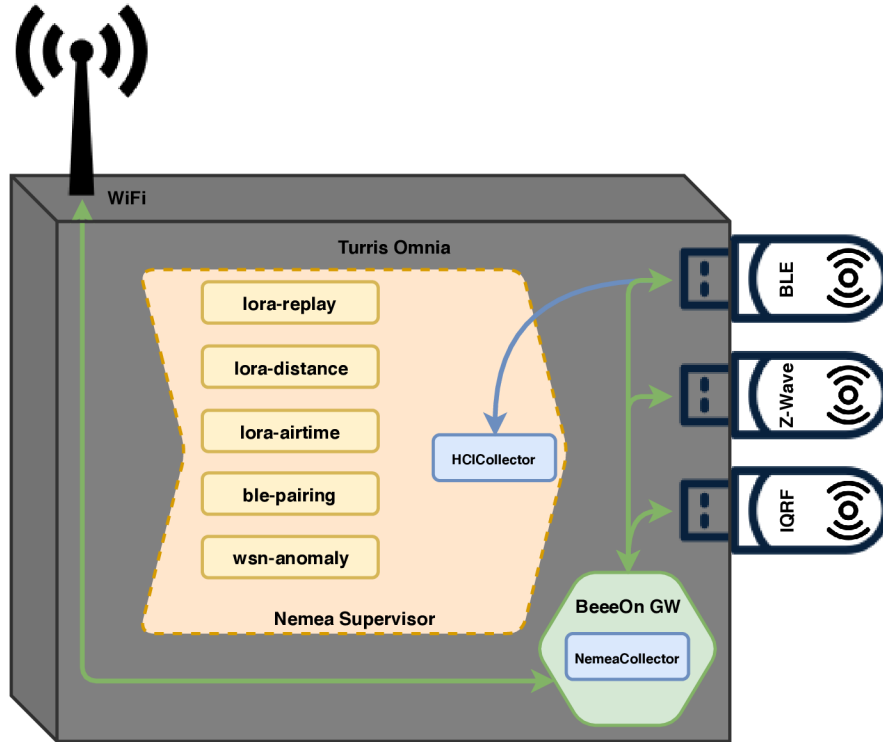 WiFi
Turris Omnia
lora-replay
lora-distance
lora-airtime
ble-pairing
wsn-anomaly
HCICollector
Nemea Supervisor
BLE
Z-Wave
IQRF
BeeeOn GW
NemeaCollector